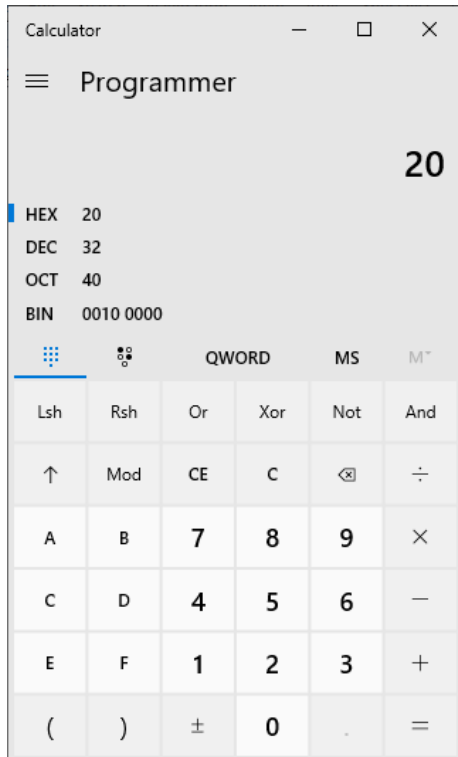 Calculator
Programmer
20
HEX 20
DEC 32
OCT 40
BIN 0010 0000
QWORD MS M˅
Lsh Rsh Or Xor Not And
↑ Mod CE C ⌫ ÷
A B 7 8 9 ×
C D 4 5 6 −
E F 1 2 3 +
( ) ± 0 . =